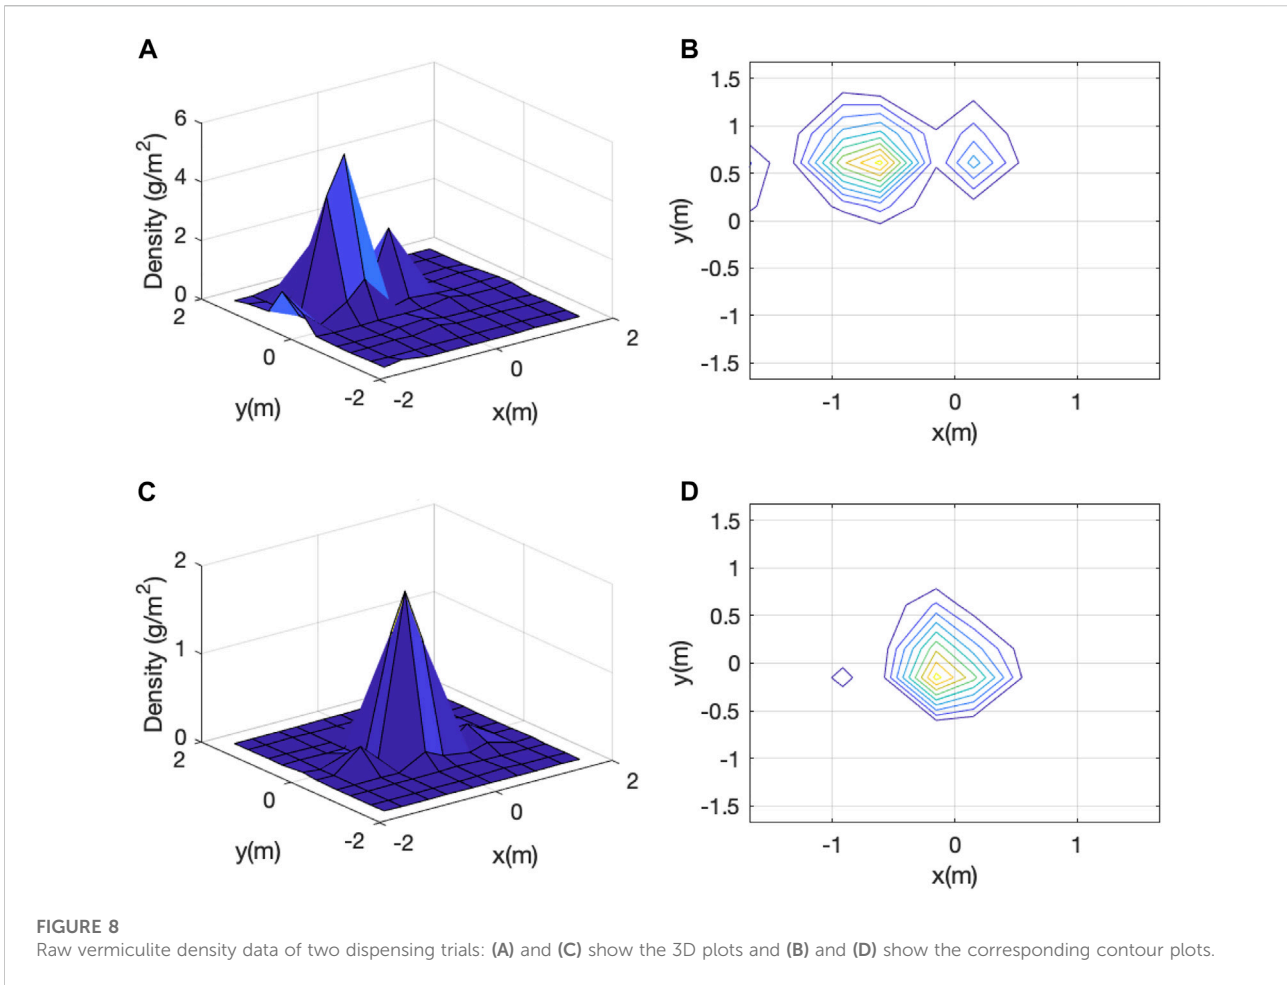 A
6
4
2
0
Density (g/m2)
2
0
-2
y(m)
-2
0
2
x(m)
B
1.5
1
0.5
0
-0.5
-1
-1.5
y(m)
-1
0
1
x(m)
C
2
1
0
Density (g/m2)
2
0
-2
y(m)
-2
0
2
x(m)
D
1.5
1
0.5
0
-0.5
-1
-1.5
y(m)
-1
0
1
x(m)
FIGURE 8
Raw vermiculite density data of two dispensing trials: (A) and (C) show the 3D plots and (B) and (D) show the corresponding contour plots.